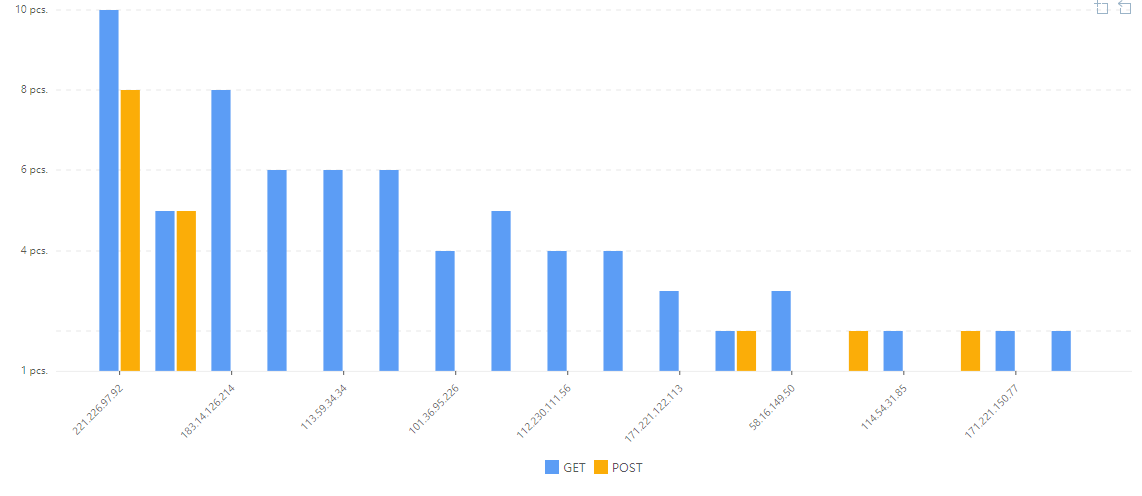 10 pcs.
8 pcs.
6 pcs.
4 pcs.
1 pcs.
221.226.97.92
183.14.126.214
113.59.34.34
101.36.95.226
112.230.111.56
171.221.122.113
58.16.149.50
114.54.31.85
171.221.150.77
GET POST